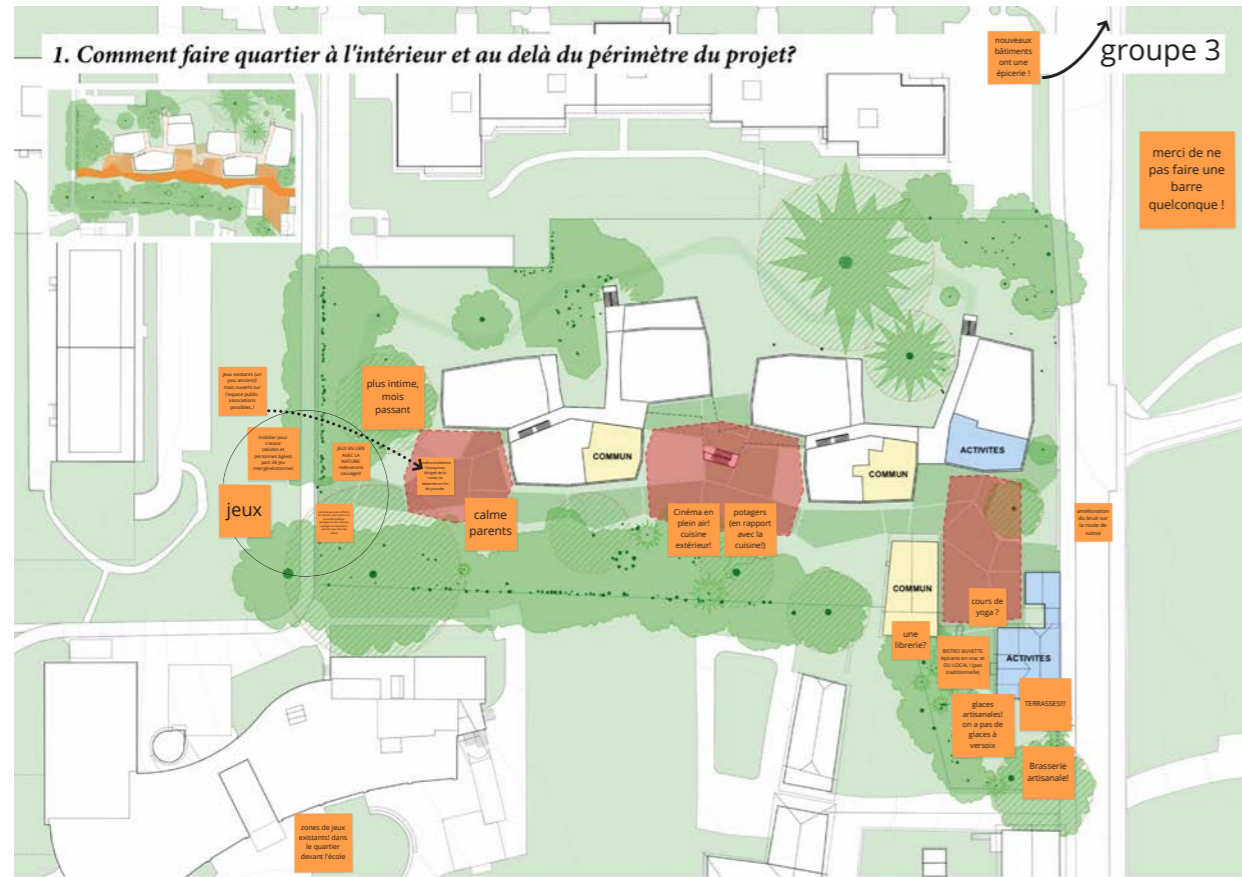 1. Comment faire quartier à l'intérieur et au delà du périmètre du projet?
nouveaux
bâtiments
ont une
épicerie !
groupe 3
merci de ne
pas faire une
barre
quelconque !
jeux existants (un
peu anciens)!
mais ouverts sur
l'espace public.
associations
possibles..!
plus intime,
mois
passant
mobilier pour
s'assoir
(adultes et
personnes âgées)
parc de jeu
intergénérationnel
JEUX EN LIEN
AVEC LA
NATURE!
jeux
calme
parents
COMMUN
COMMUN
ACTIVITES
Cinéma en
plein air!
cuisine
extérieur!
potagers
(en rapport
avec la
cuisine!)
amélioration
du bruit sur
la route de
suisse
COMMUN
cours de
yoga ?
une
librerie?
BISTRO BUVETTE
épicerie en vrac et
OU LOCAL ! (pas
traditionnelle)
ACTIVITES
glaces
artisanales!
on a pas de
glaces à
versoix
TERRASSES!!!
Brasserie
artisanale!
zones de jeux
existants! dans
le quartier
devant l'école